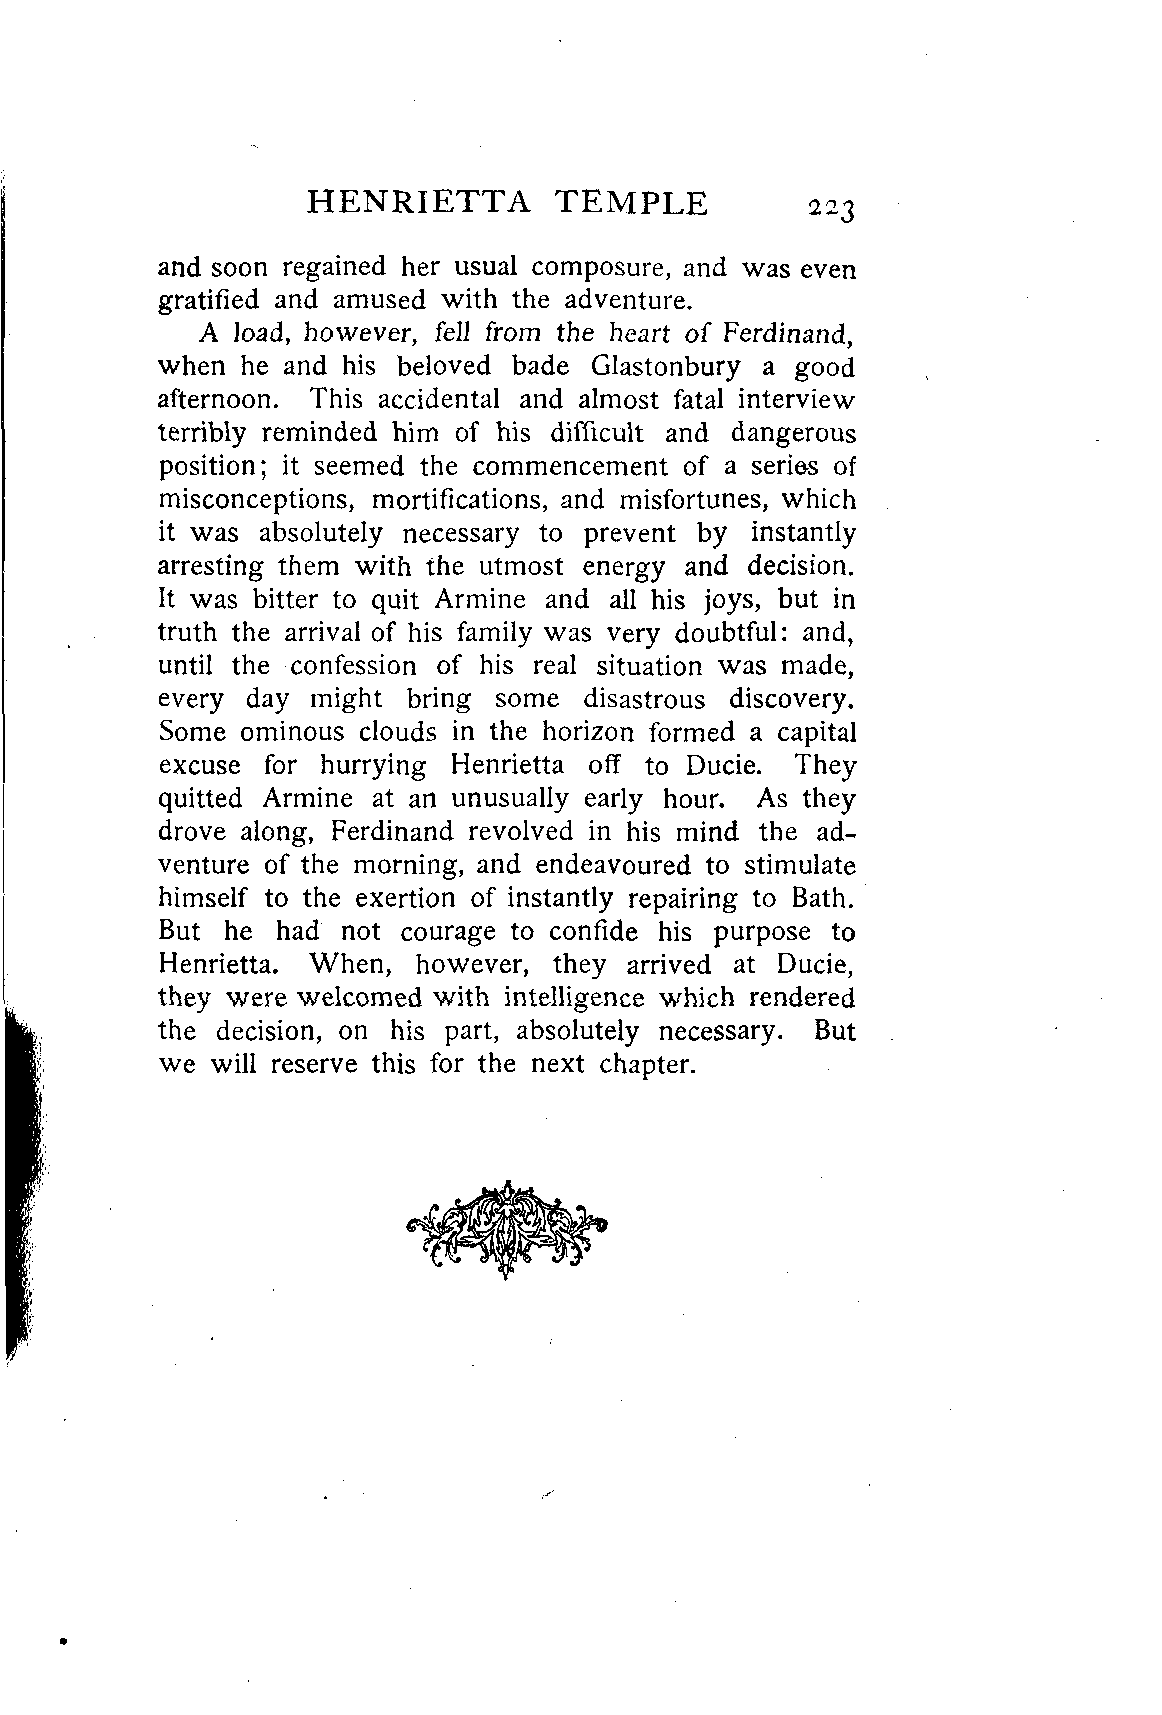 HENRIETTA TEMPLE 223
and soon regained her usual composure, and was even
gratified and amused with the adventure.
A load, however, fell from the heart of Ferdinand,
when he and his beloved bade Glastonbury a good
afternoon. This accidental and almost fatal interview
terribly reminded him of his difficult and dangerous
position; it seemed the commencement of a series of
misconceptions, mortifications, and misfortunes, which
it was absolutely necessary to prevent by instantly
arresting them with the utmost energy and decision.
It was bitter to quit Armine and all his joys, but in
truth the arrival of his family was very doubtful: and,
until the confession of his real situation was made,
every day might bring some disastrous discovery.
Some ominous clouds in the horizon formed a capital
excuse for hurrying Henrietta off to Ducie. They
quitted Armine at an unusually early hour. As they
drove along, Ferdinand revolved in his mind the ad-
venture of the morning, and endeavoured to stimulate
himself to the exertion of instantly repairing to Bath.
But he had not courage to confide his purpose to
Henrietta. When, however, they arrived at Ducie,
they were welcomed with intelligence which rendered
the decision, on his part, absolutely necessary. But
we will reserve this for the next chapter.